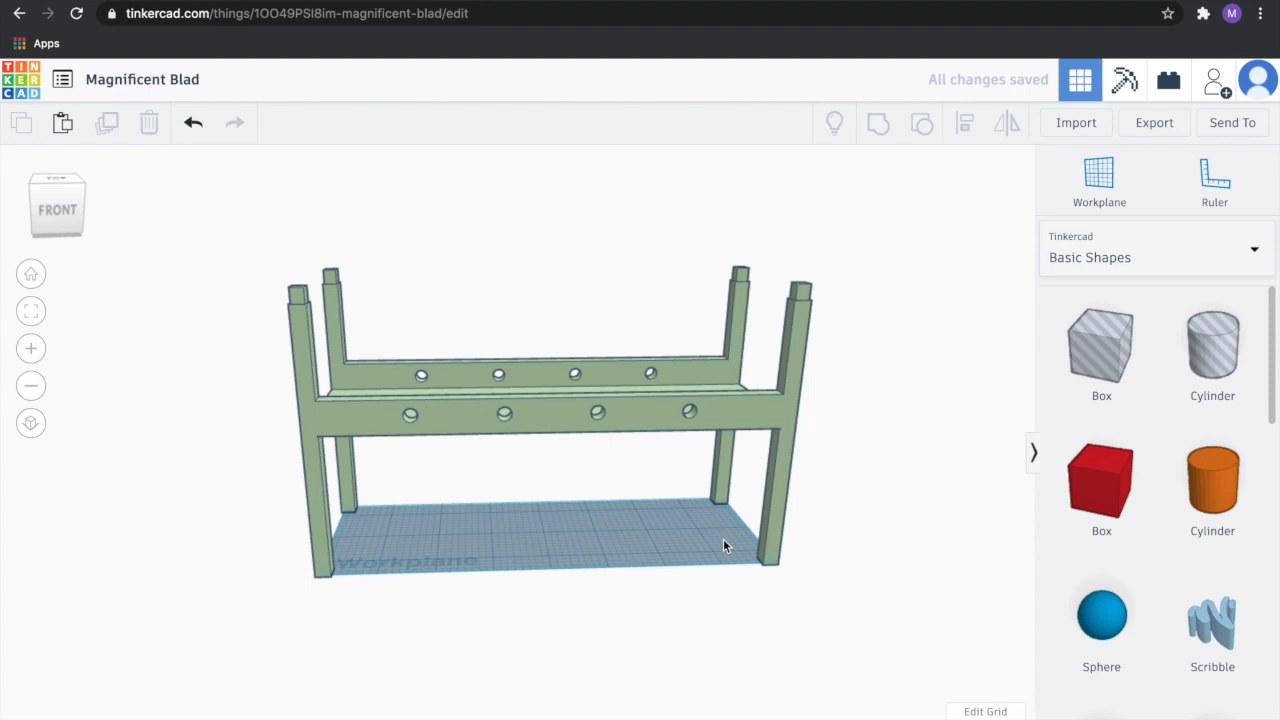 tinkercad.com/things/1OO49PSI8im-magnificent-blad/edit
M
Apps
TIN
KER
CAD
Magnificent Blad
All changes saved
Import
Export
Send To
TOP
FRONT
Workplane
Ruler
Tinkercad
Basic Shapes
Box
Cylinder
Box
Cylinder
Workplane
Sphere
Scribble
Edit Grid